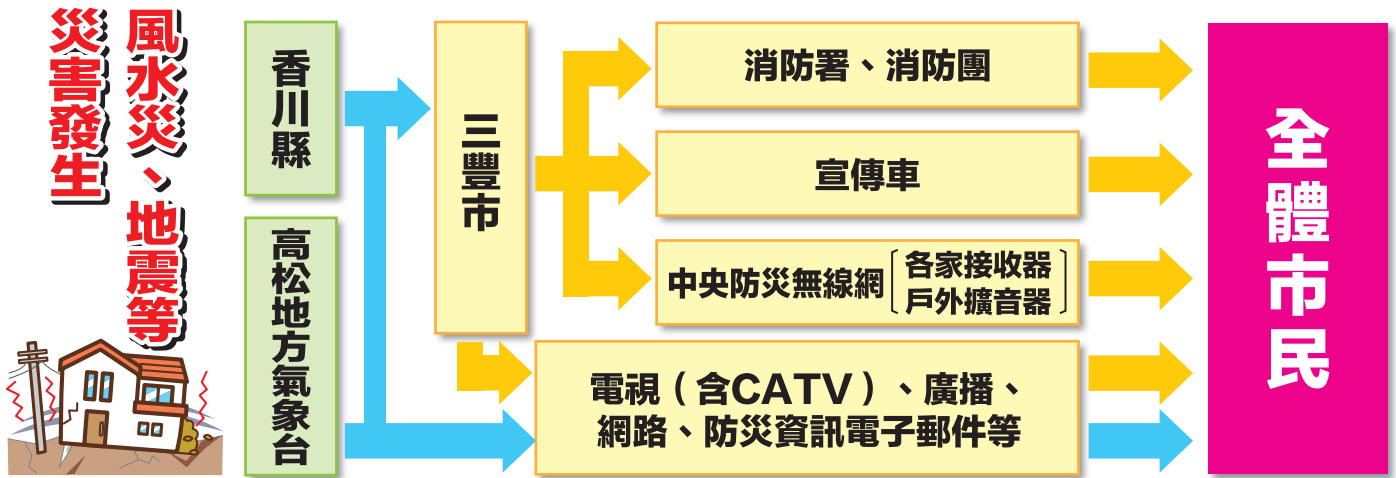 風水災、地震等
災害發生
香川縣
高松地方氣象台
三豐市
消防署、消防團
宣傳車
中央防災無線網
各家接收器
戶外擴音器
電視（含CATV）、廣播、
網路、防災資訊電子郵件等
全體市民